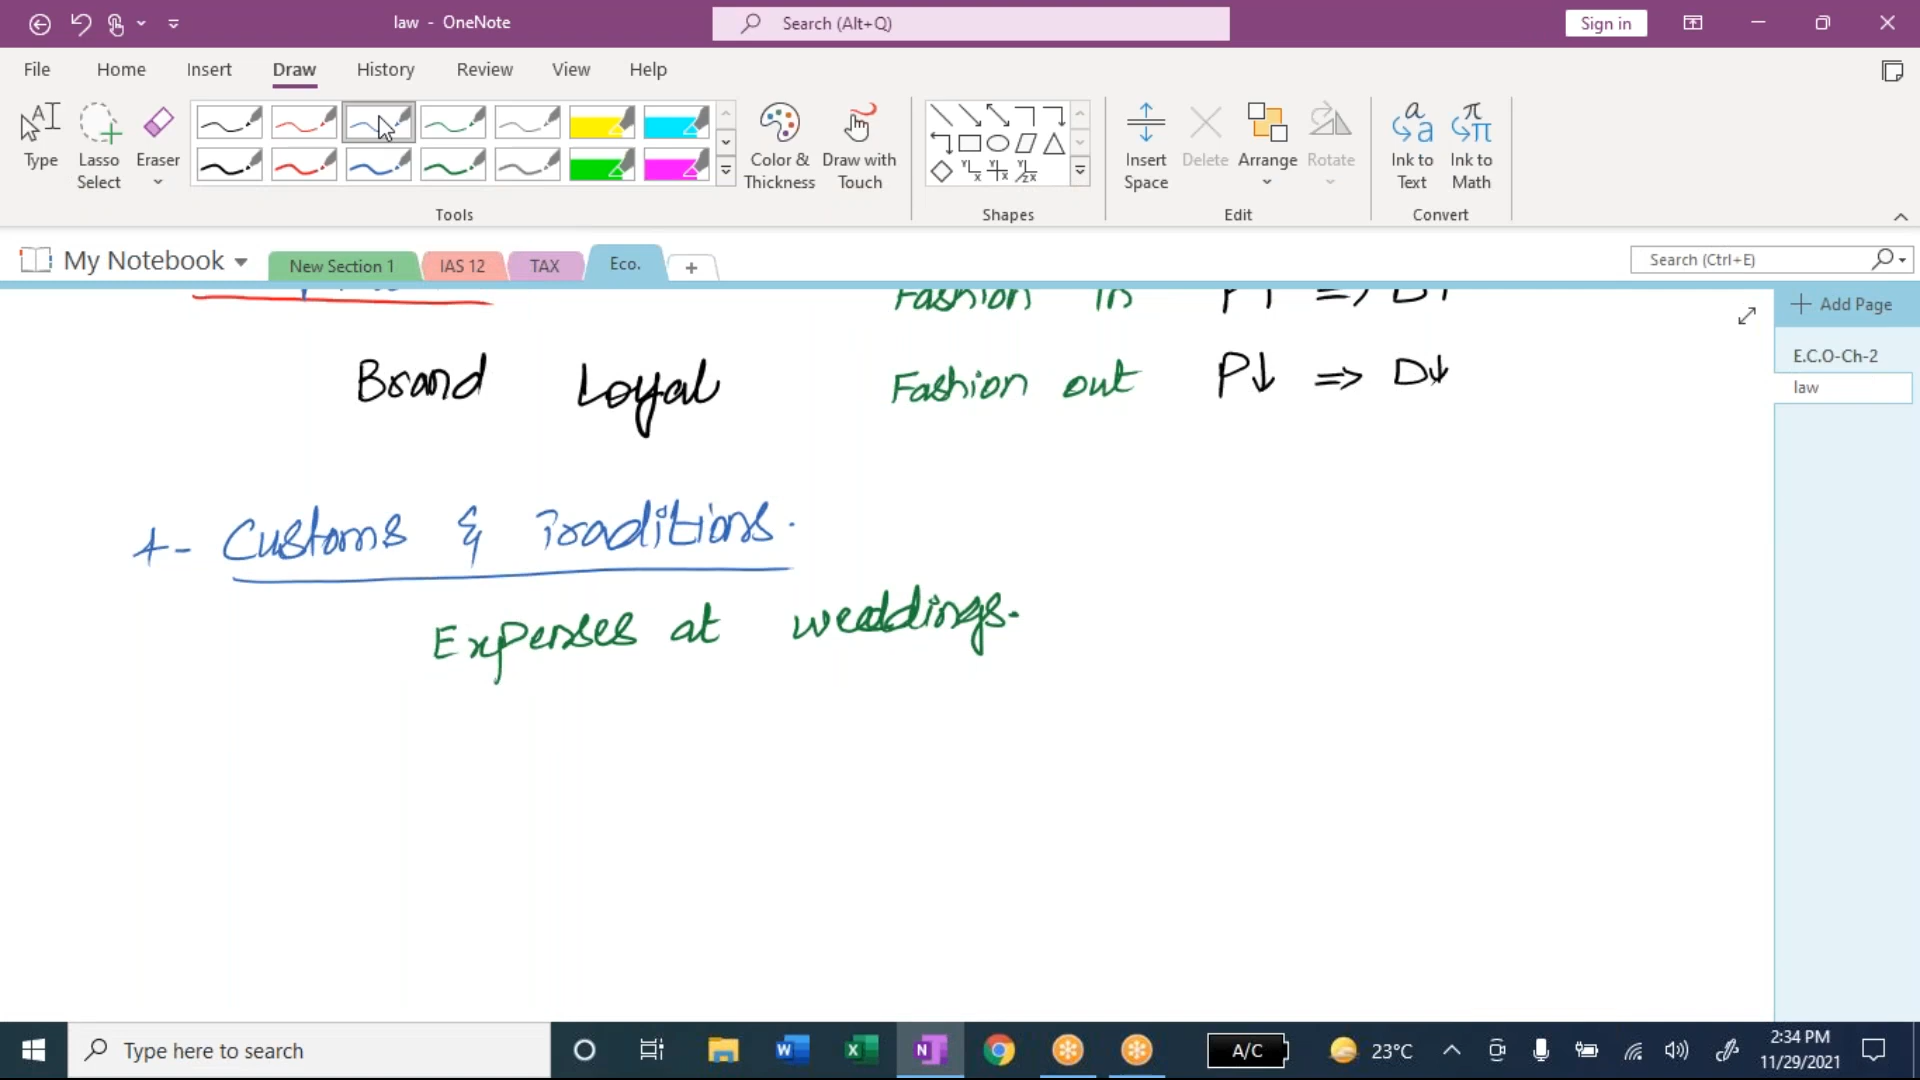 law - OneNote
Search (Alt+Q)
Sign in
File Home Insert Draw History Review View Help
Type
Lasso Select
Eraser
Color & Thickness
Draw with Touch
Insert Space
Delete
Arrange
Rotate
Ink to Text
Ink to Math
Tools
Shapes
Edit
Convert
My Notebook
New Section 1
IAS 12
TAX
Eco.
Search (Ctrl+E)
Add Page
E.C.O-Ch-2
law
Fashion in P↑ => D↑
Brand Loyal
Fashion out P↓ => D↓
4- Customs & Traditions.
Expenses at weddings.
Type here to search
A/C
23°C
2:34 PM
11/29/2021